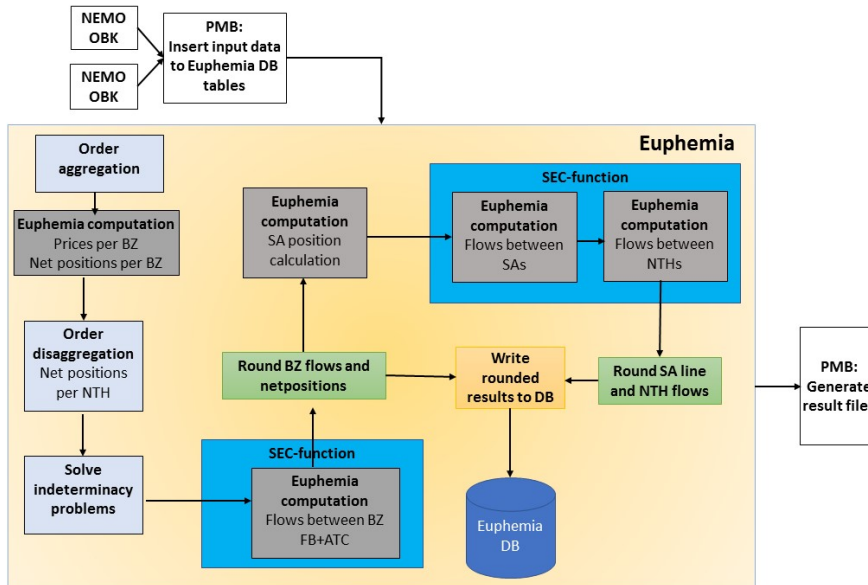 NEMO
OBK
NEMO
OBK
PMB:
Insert input data
to Euphemia DB
tables
Euphemia
Order
aggregation
Euphemia computation
Prices per BZ
Net positions per BZ
Order
disaggregation
Net positions
per NTH
Solve
indeterminacy
problems
SEC-function
Euphemia
computation
Flows between BZ
FB+ATC
Round BZ flows and
netpositions
Euphemia
computation
SA position
calculation
SEC-function
Euphemia
computation
Flows between
SAs
Euphemia
computation
Flows between
NTHs
Round SA line
and NTH flows
Write
rounded
results to DB
Euphemia
DB
PMB:
Generate
result file